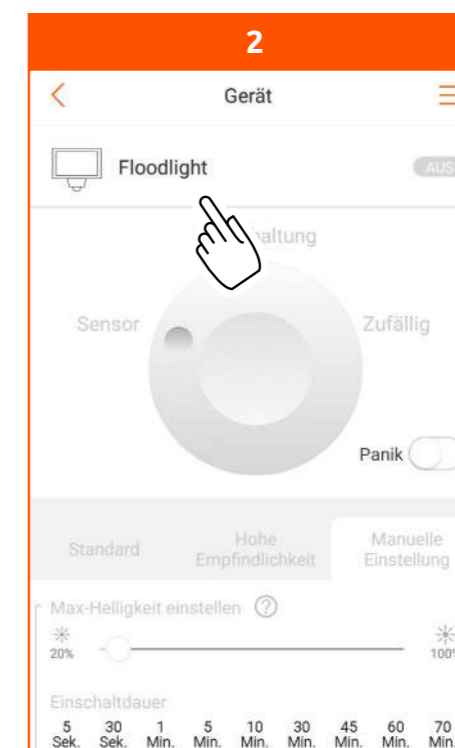 2
Gerät
Floodlight
AUS
Sensor
Zufällig
Panik
Standard
Hohe
Empfindlichkeit
Manuelle
Einstellung
Max-Helligkeit einstellen ?
20%
100%
Einschaltdauer
5 30 1 5 10 30 45 60 70
Sek. Sek. Min. Min. Min. Min. Min. Min. Min.